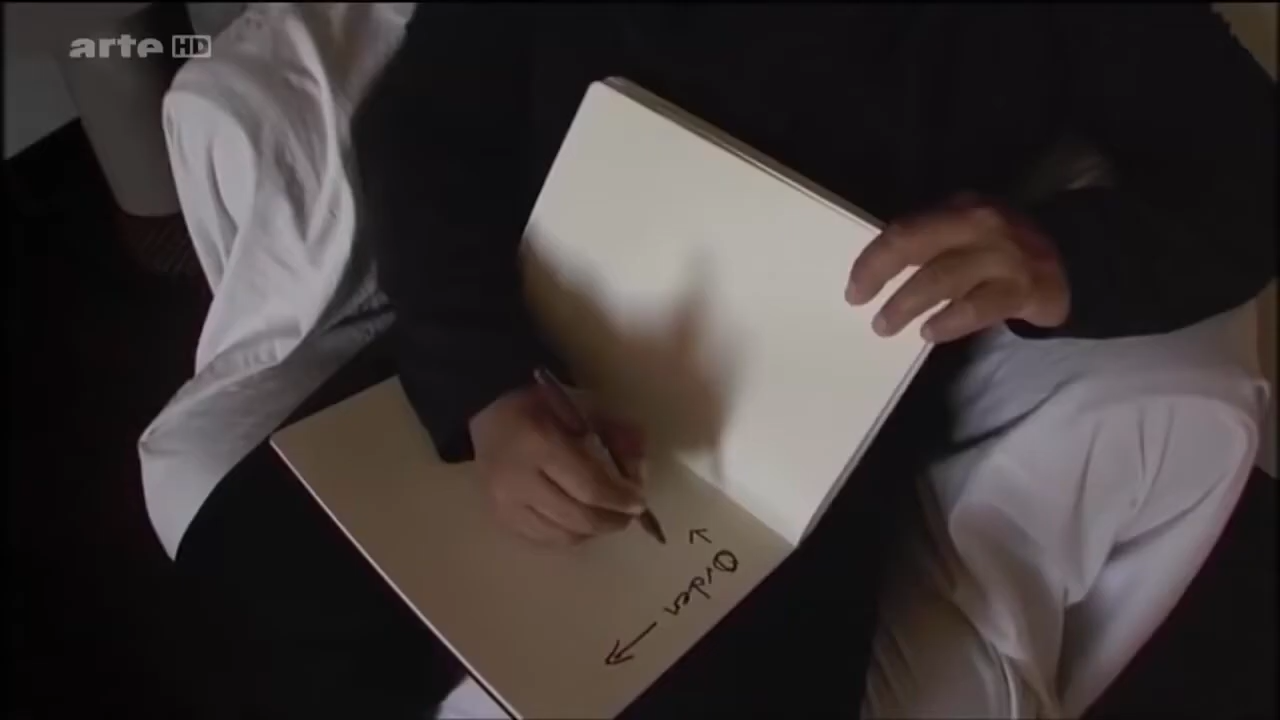 arte HD
← Orden →